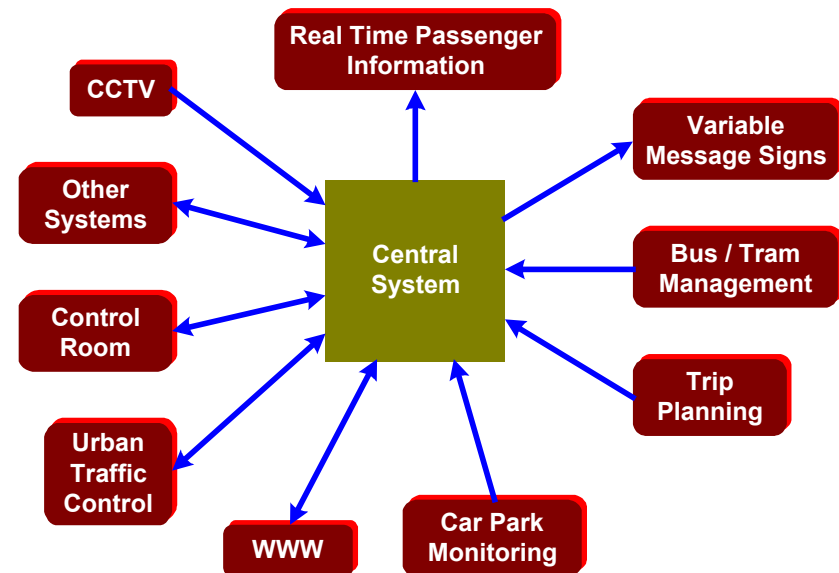 Real Time Passenger
Information
CCTV
Variable
Message Signs
Other
Systems
Central
System
Bus / Tram
Management
Control
Room
Trip
Planning
Urban
Traffic
Control
Car Park
Monitoring
WWW